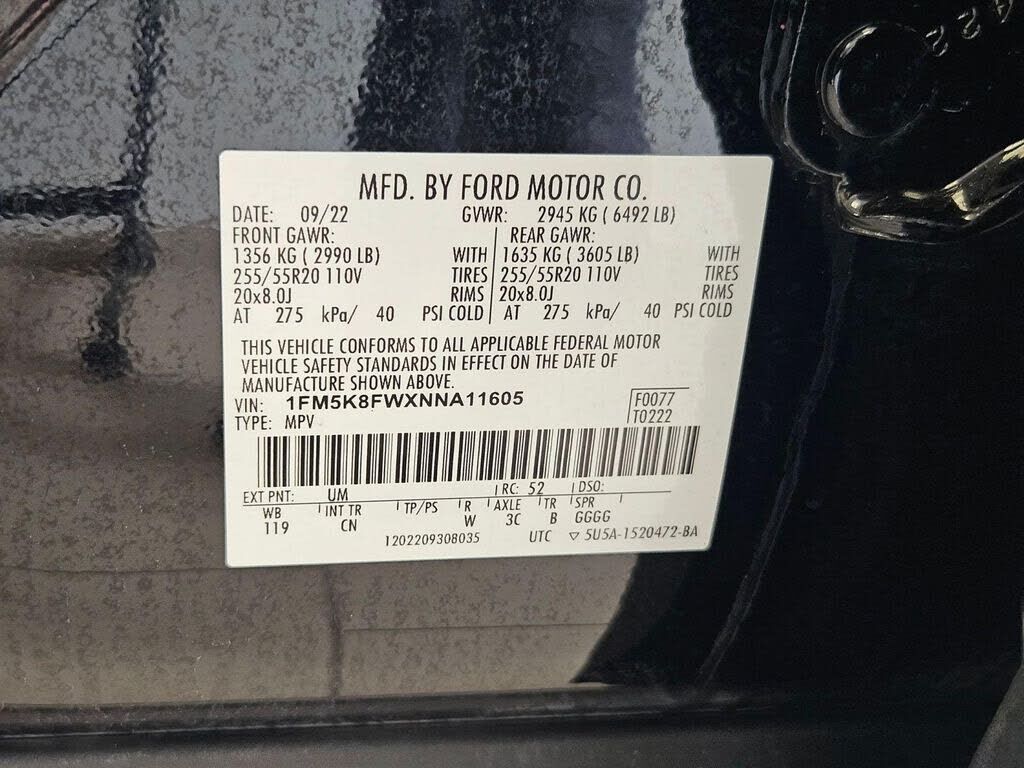 MFD. BY FORD MOTOR CO.
DATE: 09/22 GVWR: 2945 KG ( 6492 LB)
FRONT GAWR: REAR GAWR:
1356 KG ( 2990 LB) WITH 1635 KG ( 3605 LB) WITH
255/55R20 110V TIRES 255/55R20 110V TIRES
20x8.0J RIMS 20x8.0J RIMS
AT 275 kPa/ 40 PSI COLD AT 275 kPa/ 40 PSI COLD
THIS VEHICLE CONFORMS TO ALL APPLICABLE FEDERAL MOTOR
VEHICLE SAFETY STANDARDS IN EFFECT ON THE DATE OF
MANUFACTURE SHOWN ABOVE.
VIN: 1FM5K8FWXNNA11605 F0077
TYPE: MPV T0222
EXT PNT: UM RC: 52 DSO:
WB INT TR TP/PS R AXLE TR SPR
119 CN W 3C B GGGG
1202209308035 UTC ▽ 5U5A-1520472-BA